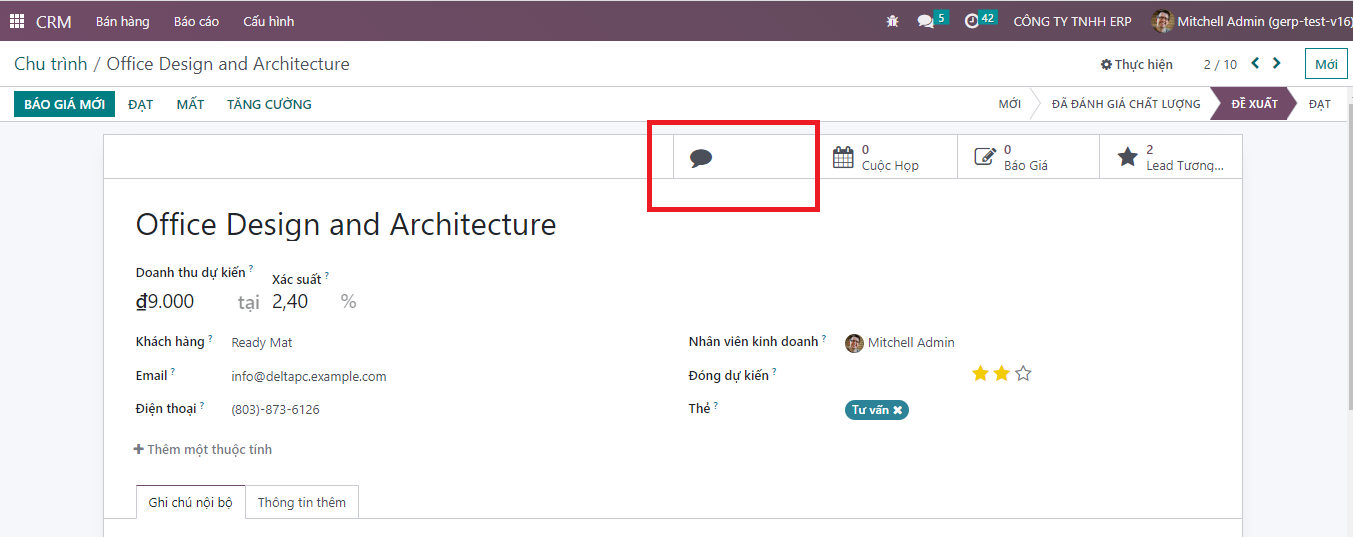 CRM Bán hàng Báo cáo Cấu hình 5 42 CÔNG TY TNHH ERP Mitchell Admin (gerp-test-v16)
Chu trình / Office Design and Architecture Thực hiện 2 / 10 Mới
BÁO GIÁ MỚI ĐẠT MẤT TĂNG CƯỜNG MỚI ĐÃ ĐÁNH GIÁ CHẤT LƯỢNG ĐỀ XUẤT ĐẠT
0 Cuộc Họp 0 Báo Giá 2 Lead Tương...
Office Design and Architecture
Doanh thu dự kiến ? Xác suất ?
₫9.000 tại 2,40 %
Khách hàng ? Ready Mat Nhân viên kinh doanh ? Mitchell Admin
Email ? info@deltapc.example.com Đóng dự kiến ?
Điện thoại ? (803)-873-6126 Thẻ ? Tư vấn ✖
+ Thêm một thuộc tính
Ghi chú nội bộ Thông tin thêm